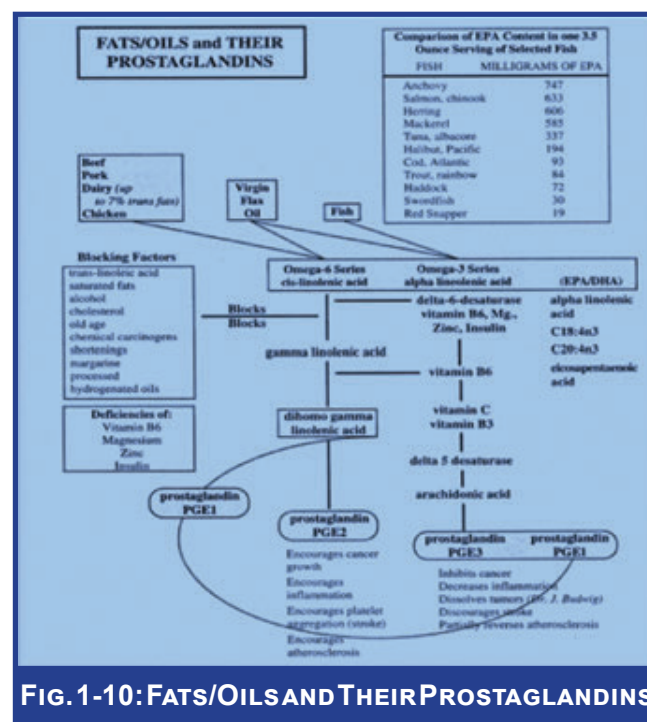 FATS/OILS and THEIR
PROSTAGLANDINS
Comparison of EPA Content in one 3.5
Ounce Serving of Selected Fish
FISH MILLIGRAMS OF EPA
Anchovy 747
Salmon, chinook 633
Herring 606
Mackerel 585
Tuna, albacore 337
Halibut, Pacific 194
Cod, Atlantic 93
Trout, rainbow 84
Haddock 72
Swordfish 30
Red Snapper 19
Beef
Pork
Dairy (up
to 7% trans fats)
Chicken
Virgin
Flax
Oil
Fish
Blocking Factors
trans-linoleic acid
saturated fats
alcohol
cholesterol
old age
chemical carcinogens
shortenings
margarine
processed
hydrogenated oils
Deficiencies of:
Vitamin B6
Magnesium
Zinc
Insulin
Omega-6 Series
cis-linolenic acid
Omega-3 Series
alpha lineolenic acid
(EPA/DHA)
Blocks
Blocks
delta-6-desaturase
vitamin B6, Mg.,
Zinc, Insulin
alpha linolenic
acid
C18:4n3
C20:4n3
eicosapentaenoic
acid
gamma linolenic acid
vitamin B6
dihomo gamma
linolenic acid
vitamin C
vitamin B3
delta 5 desaturase
arachidonic acid
prostaglandin
PGE1
prostaglandin
PGE2
prostaglandin
PGE3
prostaglandin
PGE1
Encourages cancer
growth
Encourages
inflammation
Encourages platelet
aggregation (stroke)
Encourages
atherosclerosis
Inhibits cancer
Decreases inflammation
Dissolves tumors (Dr. J. Budwig)
Discourages stroke
Partially reverses atherosclerosis
FIG. 1-10: FATS/OILS AND THEIR PROSTAGLANDINS